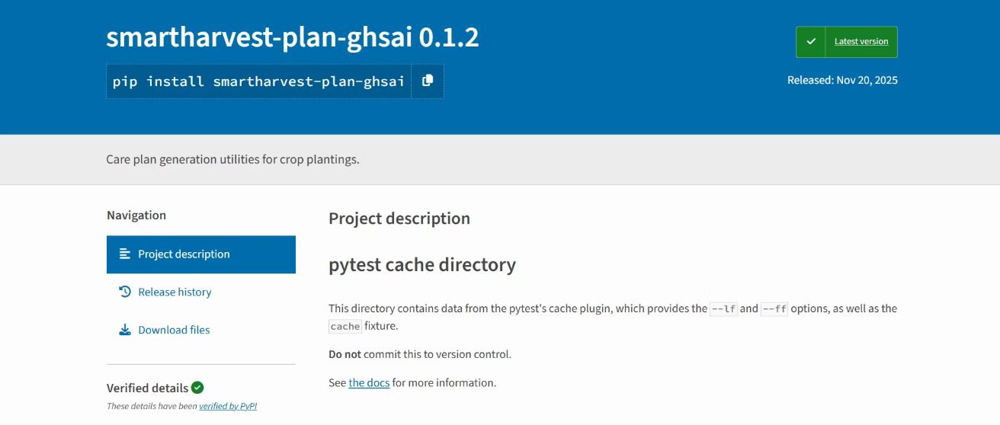 smartharvest-plan-ghsai 0.1.2
Latest version
pip install smartharvest-plan-ghsai
Released: Nov 20, 2025
Care plan generation utilities for crop plantings.
Navigation
Project description
Release history
Download files
Verified details
These details have been verified by PyPI
Project description
pytest cache directory
This directory contains data from the pytest's cache plugin, which provides the --lf and --ff options, as well as the
cache fixture.
Do not commit this to version control.
See the docs for more information.